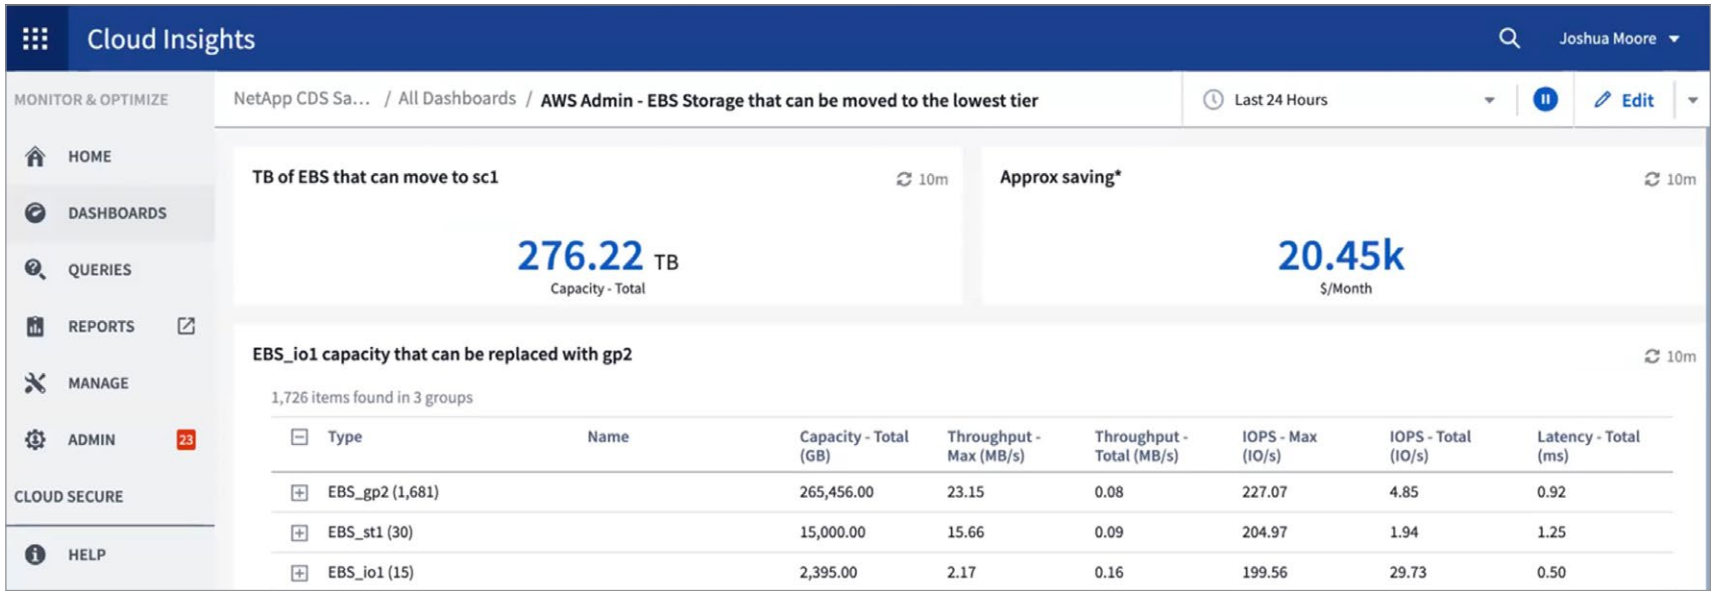 Cloud Insights
Joshua Moore
MONITOR & OPTIMIZE
HOME
DASHBOARDS
QUERIES
REPORTS
MANAGE
ADMIN 23
CLOUD SECURE
HELP
NetApp CDS Sa... / All Dashboards / AWS Admin - EBS Storage that can be moved to the lowest tier
Last 24 Hours
Edit
TB of EBS that can move to sc1 10m
276.22 TB
Capacity - Total
Approx saving* 10m
20.45k
$/Month
EBS_io1 capacity that can be replaced with gp2 10m
1,726 items found in 3 groups
Type Name Capacity - Total (GB) Throughput - Max (MB/s) Throughput - Total (MB/s) IOPS - Max (IO/s) IOPS - Total (IO/s) Latency - Total (ms)
EBS_gp2 (1,681) 265,456.00 23.15 0.08 227.07 4.85 0.92
EBS_st1 (30) 15,000.00 15.66 0.09 204.97 1.94 1.25
EBS_io1 (15) 2,395.00 2.17 0.16 199.56 29.73 0.50